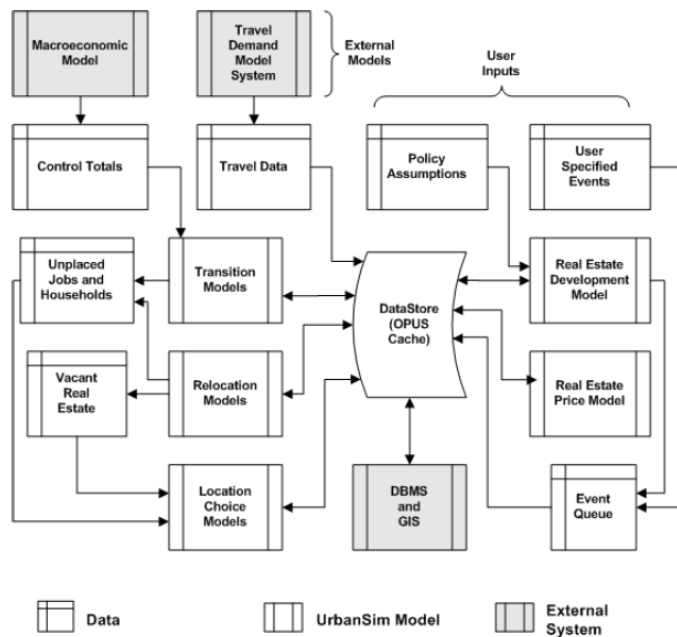 Macroeconomic
Model
Travel
Demand
Model
System
External
Models
User
Inputs
Control Totals
Travel Data
Policy
Assumptions
User
Specified
Events
Unplaced
Jobs and
Households
Transition
Models
DataStore
(OPUS
Cache)
Real Estate
Development
Model
Vacant
Real
Estate
Relocation
Models
Real Estate
Price Model
Location
Choice
Models
DBMS
and
GIS
Event
Queue
Data
UrbanSim Model
External
System